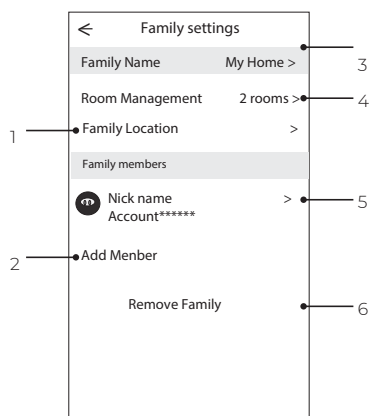 ← Family settings
Family Name My Home >
3
Room Management 2 rooms >
4
1
Family Location >
Family members
Nick name >
Account******
5
2
Add Menber
Remove Family
6